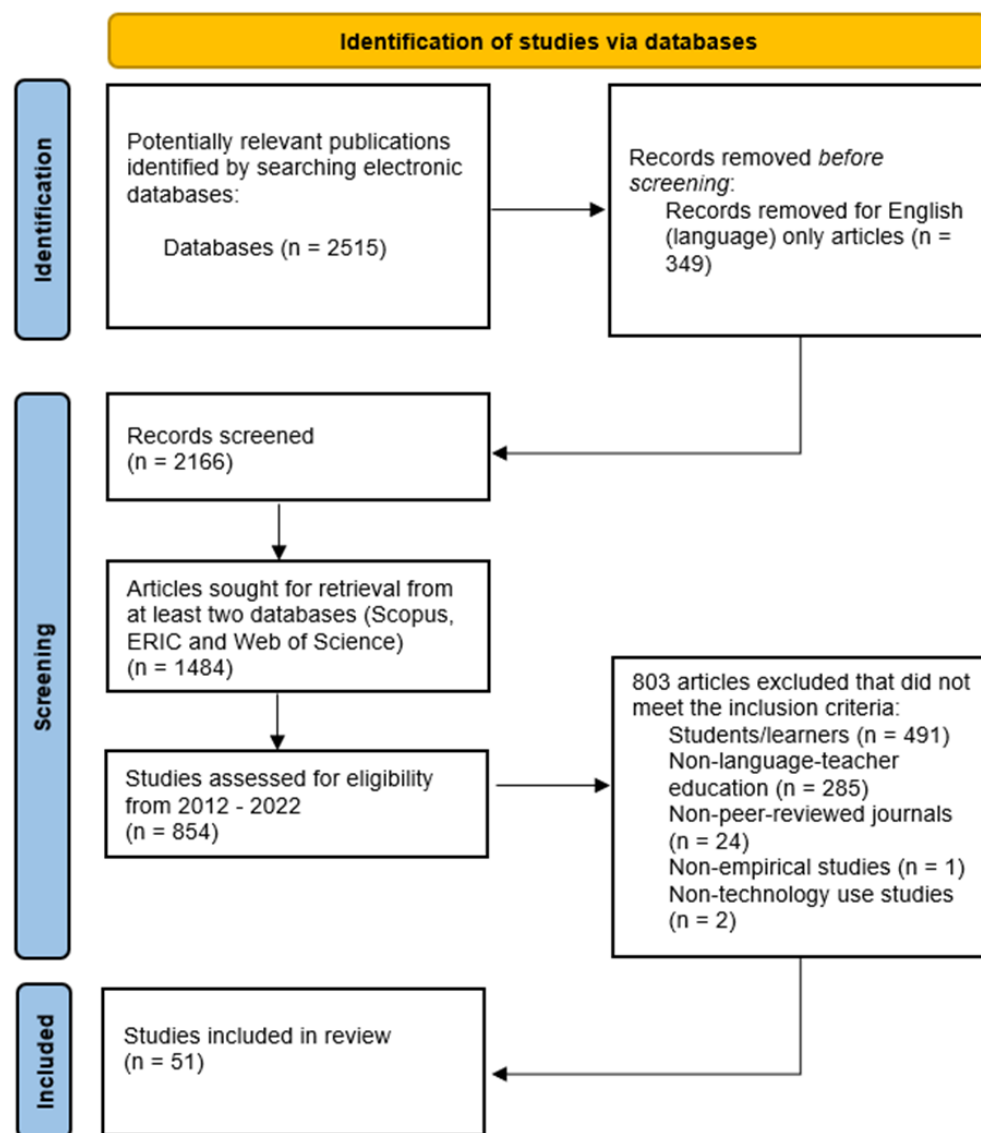 Identification of studies via databases
Identification
Potentially relevant publications
identified by searching electronic
databases:
Databases (n = 2515)
Records removed before
screening:
Records removed for English
(language) only articles (n =
349)
Screening
Records screened
(n = 2166)
Articles sought for retrieval from
at least two databases (Scopus,
ERIC and Web of Science)
(n = 1484)
Studies assessed for eligibility
from 2012 - 2022
(n = 854)
803 articles excluded that did not
meet the inclusion criteria:
Students/learners (n = 491)
Non-language-teacher
education (n = 285)
Non-peer-reviewed journals
(n = 24)
Non-empirical studies (n = 1)
Non-technology use studies
(n = 2)
Included
Studies included in review
(n = 51)